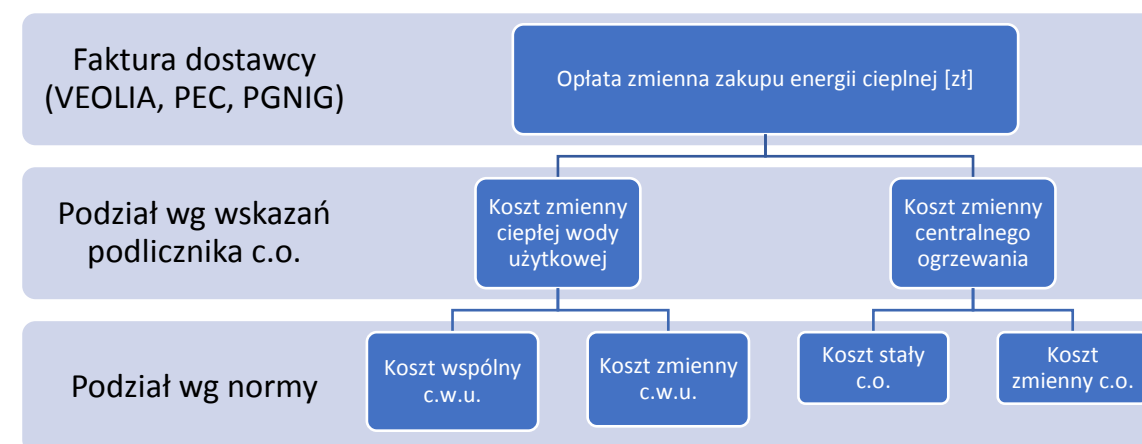 Faktura dostawcy
(VEOLIA, PEC, PGNIG)
Opłata zmienna zakupu energii cieplnej [zł]
Podział wg wskazań
podlicznika c.o.
Koszt zmienny
ciepłej wody
użytkowej
Koszt zmienny
centralnego
ogrzewania
Podział wg normy
Koszt wspólny
c.w.u.
Koszt zmienny
c.w.u.
Koszt stały
c.o.
Koszt
zmienny c.o.